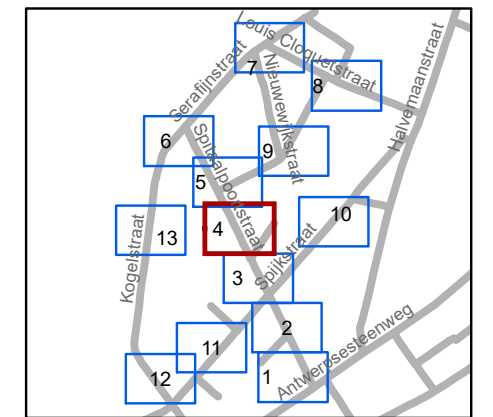 Louis Cloquetstraat
Serafijnstraat
7
Nieuwewijkstraat
8
Halvemaanstraat
6
Spitaalpoortstraat
9
5
10
4
Spijkstraat
13
Kogelstraat
3
2
11
Antwerpsesteenweg
12
1